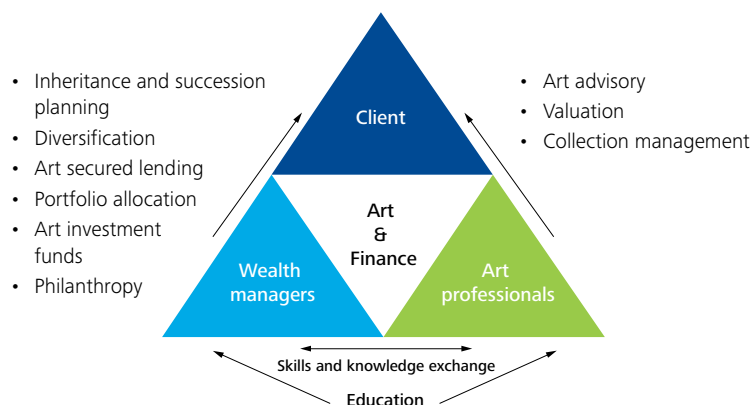 • Inheritance and succession
planning
• Diversification
• Art secured lending
• Portfolio allocation
• Art investment
funds
• Philanthropy
Client
• Art advisory
• Valuation
• Collection management
Art
&
Finance
Wealth
managers
Art
professionals
Skills and knowledge exchange
Education